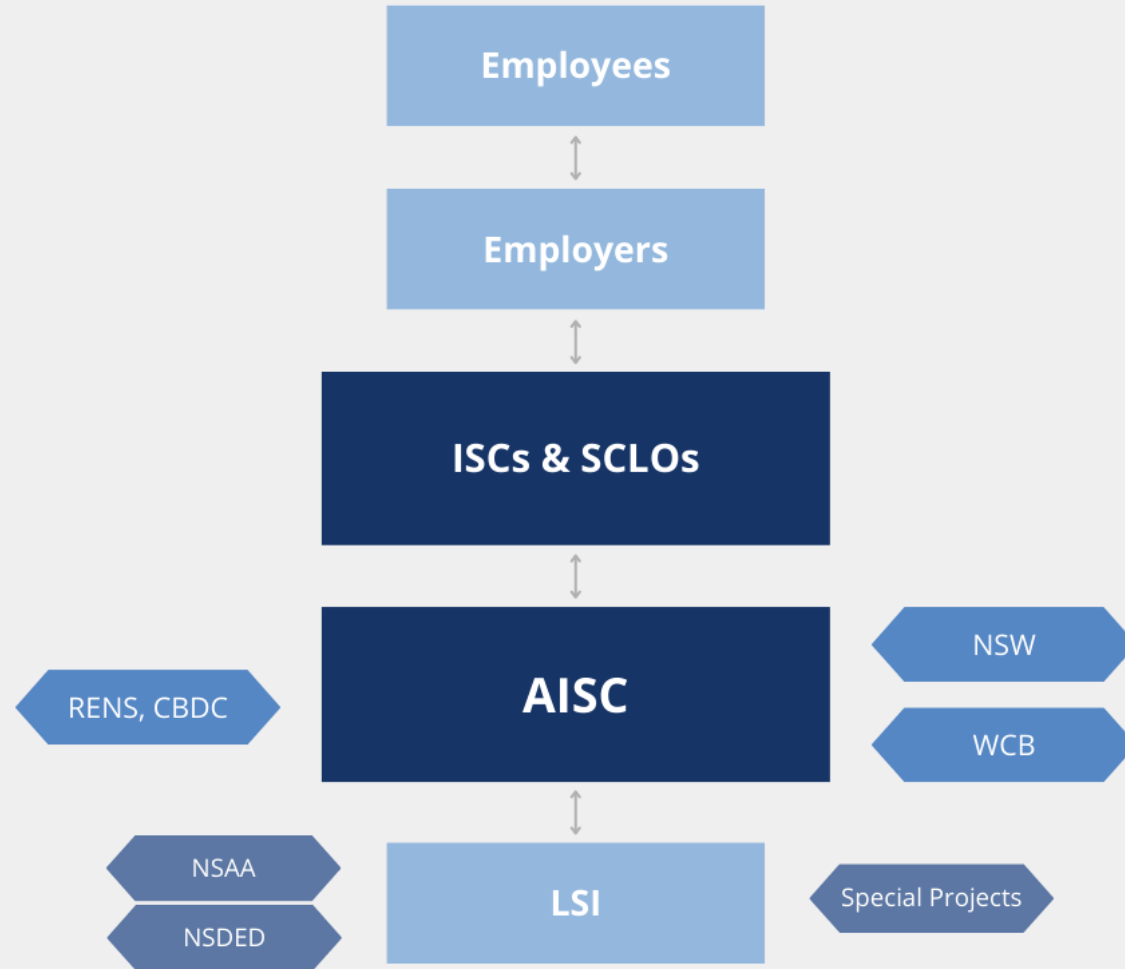 Employees
Employers
ISCs & SCLOs
AISC
NSW
RENS, CBDC
WCB
NSAA
LSI
Special Projects
NSDED